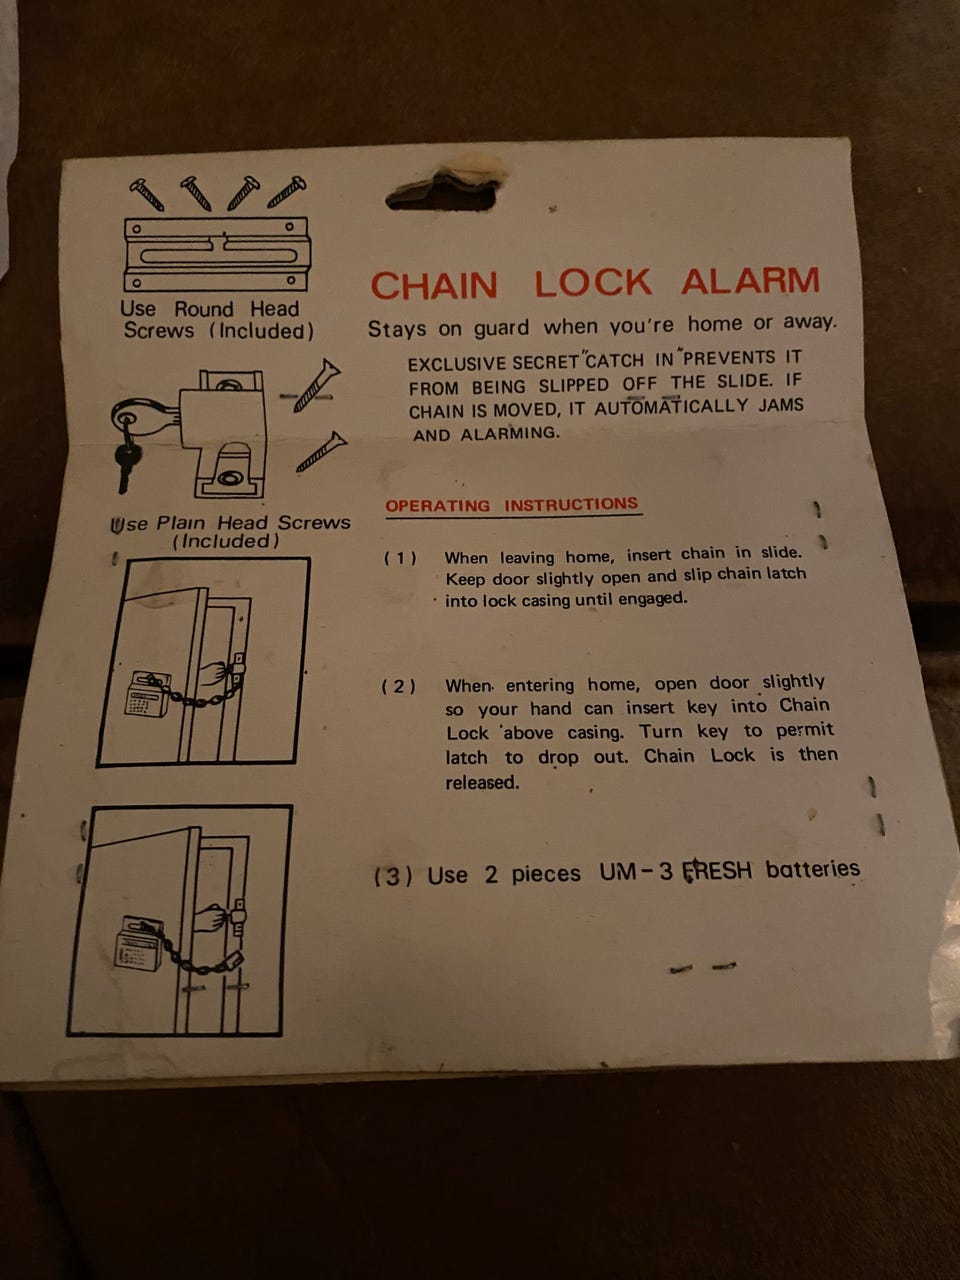 Use Round Head
Screws (Included)
Use Plain Head Screws
(Included)
CHAIN LOCK ALARM
Stays on guard when you're home or away.
EXCLUSIVE SECRET "CATCH IN" PREVENTS IT
FROM BEING SLIPPED OFF THE SLIDE. IF
CHAIN IS MOVED, IT AUTOMATICALLY JAMS
AND ALARMING.
OPERATING INSTRUCTIONS
(1) When leaving home, insert chain in slide.
Keep door slightly open and slip chain latch
into lock casing until engaged.
(2) When entering home, open door slightly
so your hand can insert key into Chain
Lock above casing. Turn key to permit
latch to drop out. Chain Lock is then
released.
(3) Use 2 pieces UM-3 FRESH batteries